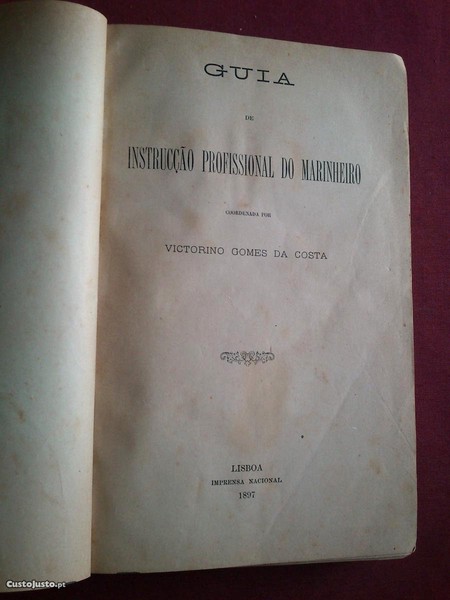 GUIA
DE
INSTRUCÇÃO PROFISSIONAL DO MARINHEIRO
COORDENADA POR
VICTORINO GOMES DA COSTA
LISBOA
IMPRENSA NACIONAL
1897
CustoJusto.pt